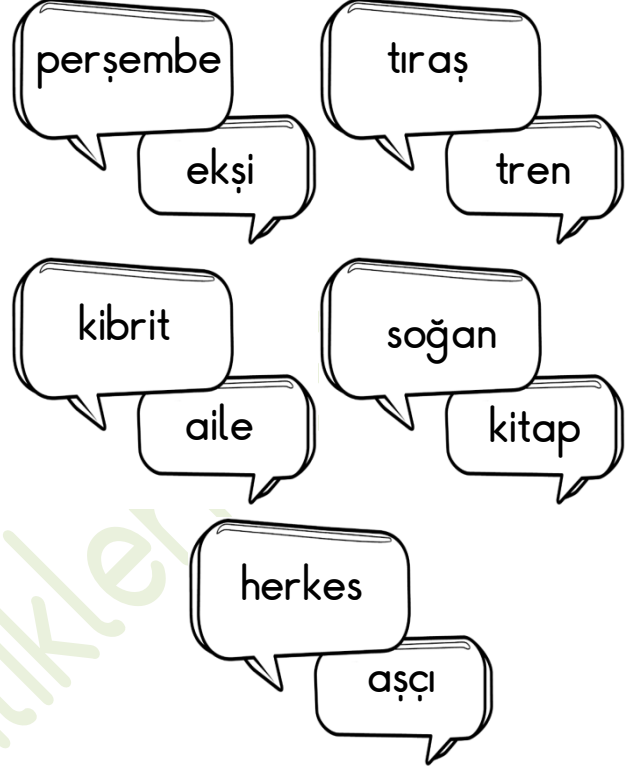 perşembe
ekşi
tıraş
tren
kibrit
aile
soğan
kitap
herkes
aşçı